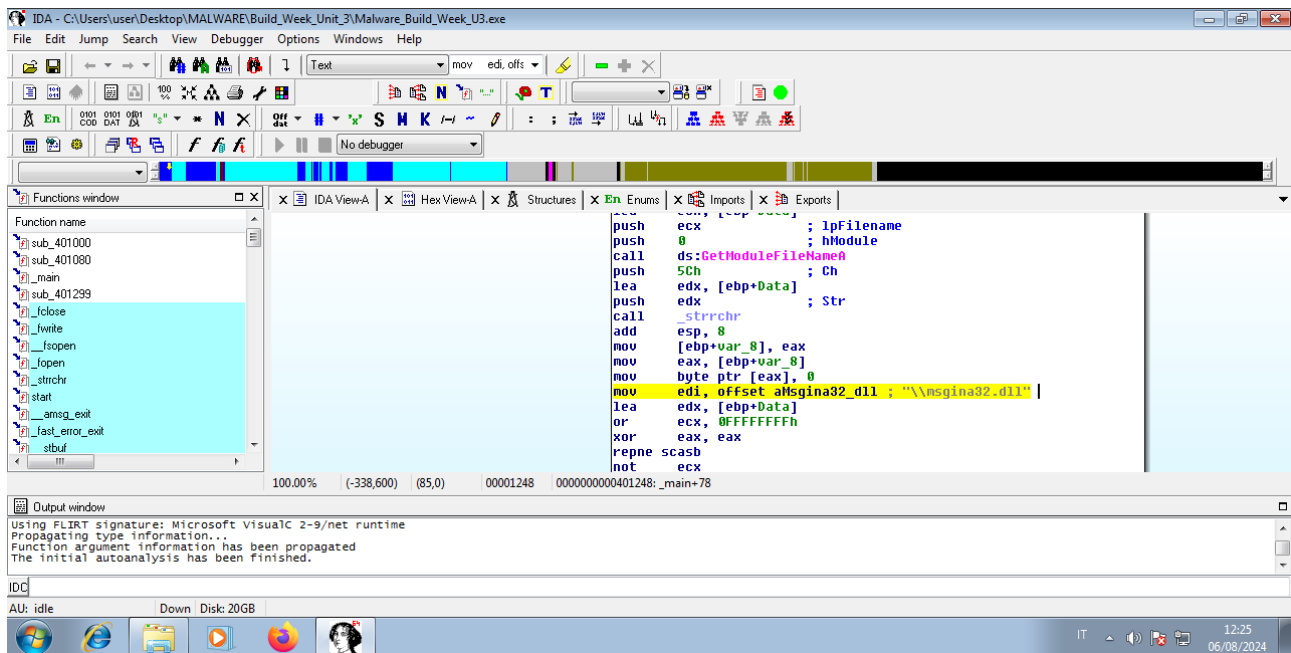 IDA - C:\Users\user\Desktop\MALWARE\Build_Week_Unit_3\Malware_Build_Week_U3.exe
File Edit Jump Search View Debugger Options Windows Help
Text
mov edi, offs
En
No debugger
Functions window
IDA View-A
Hex View-A
Structures
En Enums
Imports
Exports
Function name
sub_401000
sub_401080
_main
sub_401299
_fclose
_fwrite
__fsopen
_fopen
_strrchr
start
__amsg_exit
_fast_error_exit
stbuf
push ecx ; lpFilename
push 0 ; hModule
call ds:GetModuleFileNameA
push 5Ch ; Ch
lea edx, [ebp+Data]
push edx ; Str
call _strrchr
add esp, 8
mov [ebp+var_8], eax
mov eax, [ebp+var_8]
mov byte ptr [eax], 0
mov edi, offset aMsgina32_dll ; "\\msgina32.dll"
lea edx, [ebp+Data]
or ecx, 0FFFFFFFFh
xor eax, eax
repne scasb
not ecx
100.00% (-338,600) (85,0) 00001248 0000000000401248: _main+78
Output window
Using FLIRT signature: Microsoft VisualC 2-9/net runtime
Propagating type information...
Function argument information has been propagated
The initial autoanalysis has been finished.
IDC
AU: idle Down Disk: 20GB
IT
12:25
06/08/2024